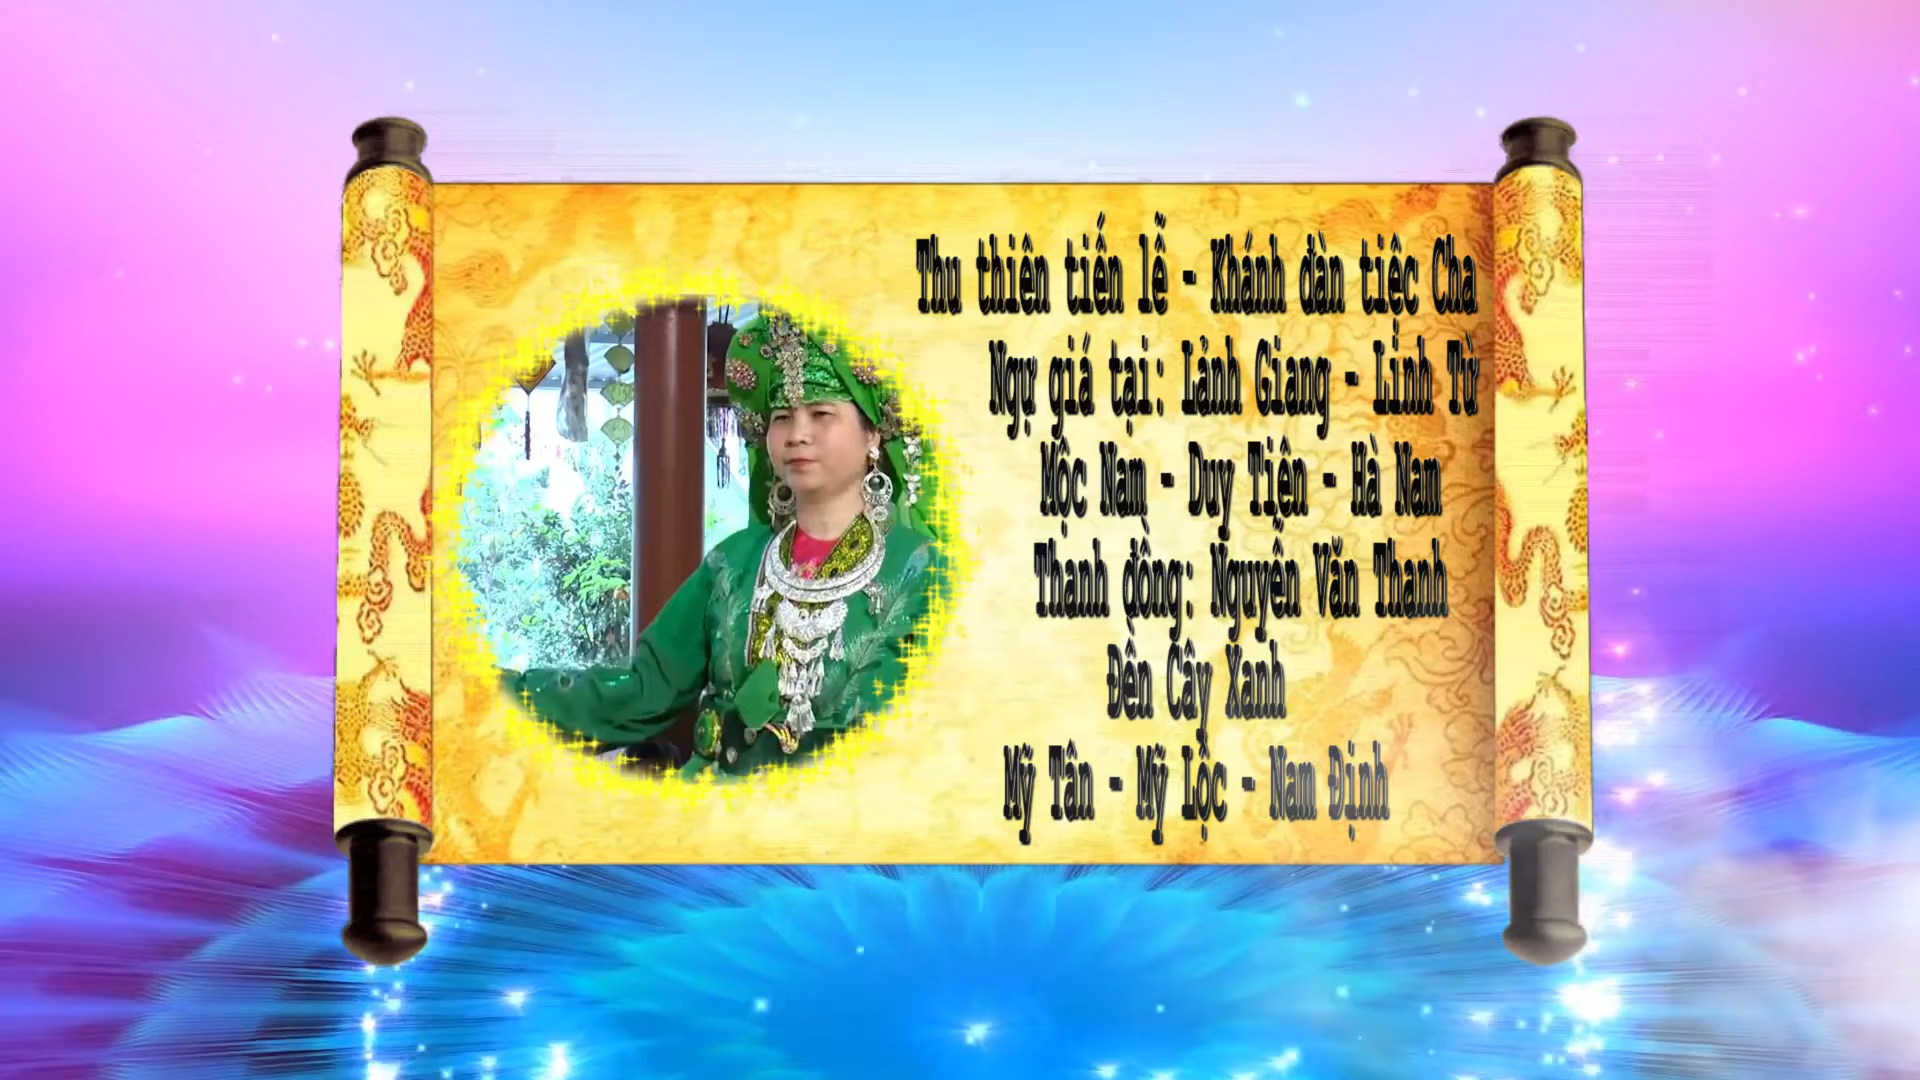 Thu thiên tiến lễ - Khánh đàn tiệc Cha
Ngự giá tại: Lảnh Giang - Linh Từ
Mộc Nam - Duy Tiên - Hà Nam
Thanh đồng: Nguyễn Văn Thanh
Đền Cây Xanh
Mỹ Tân - Mỹ Lộc - Nam Định